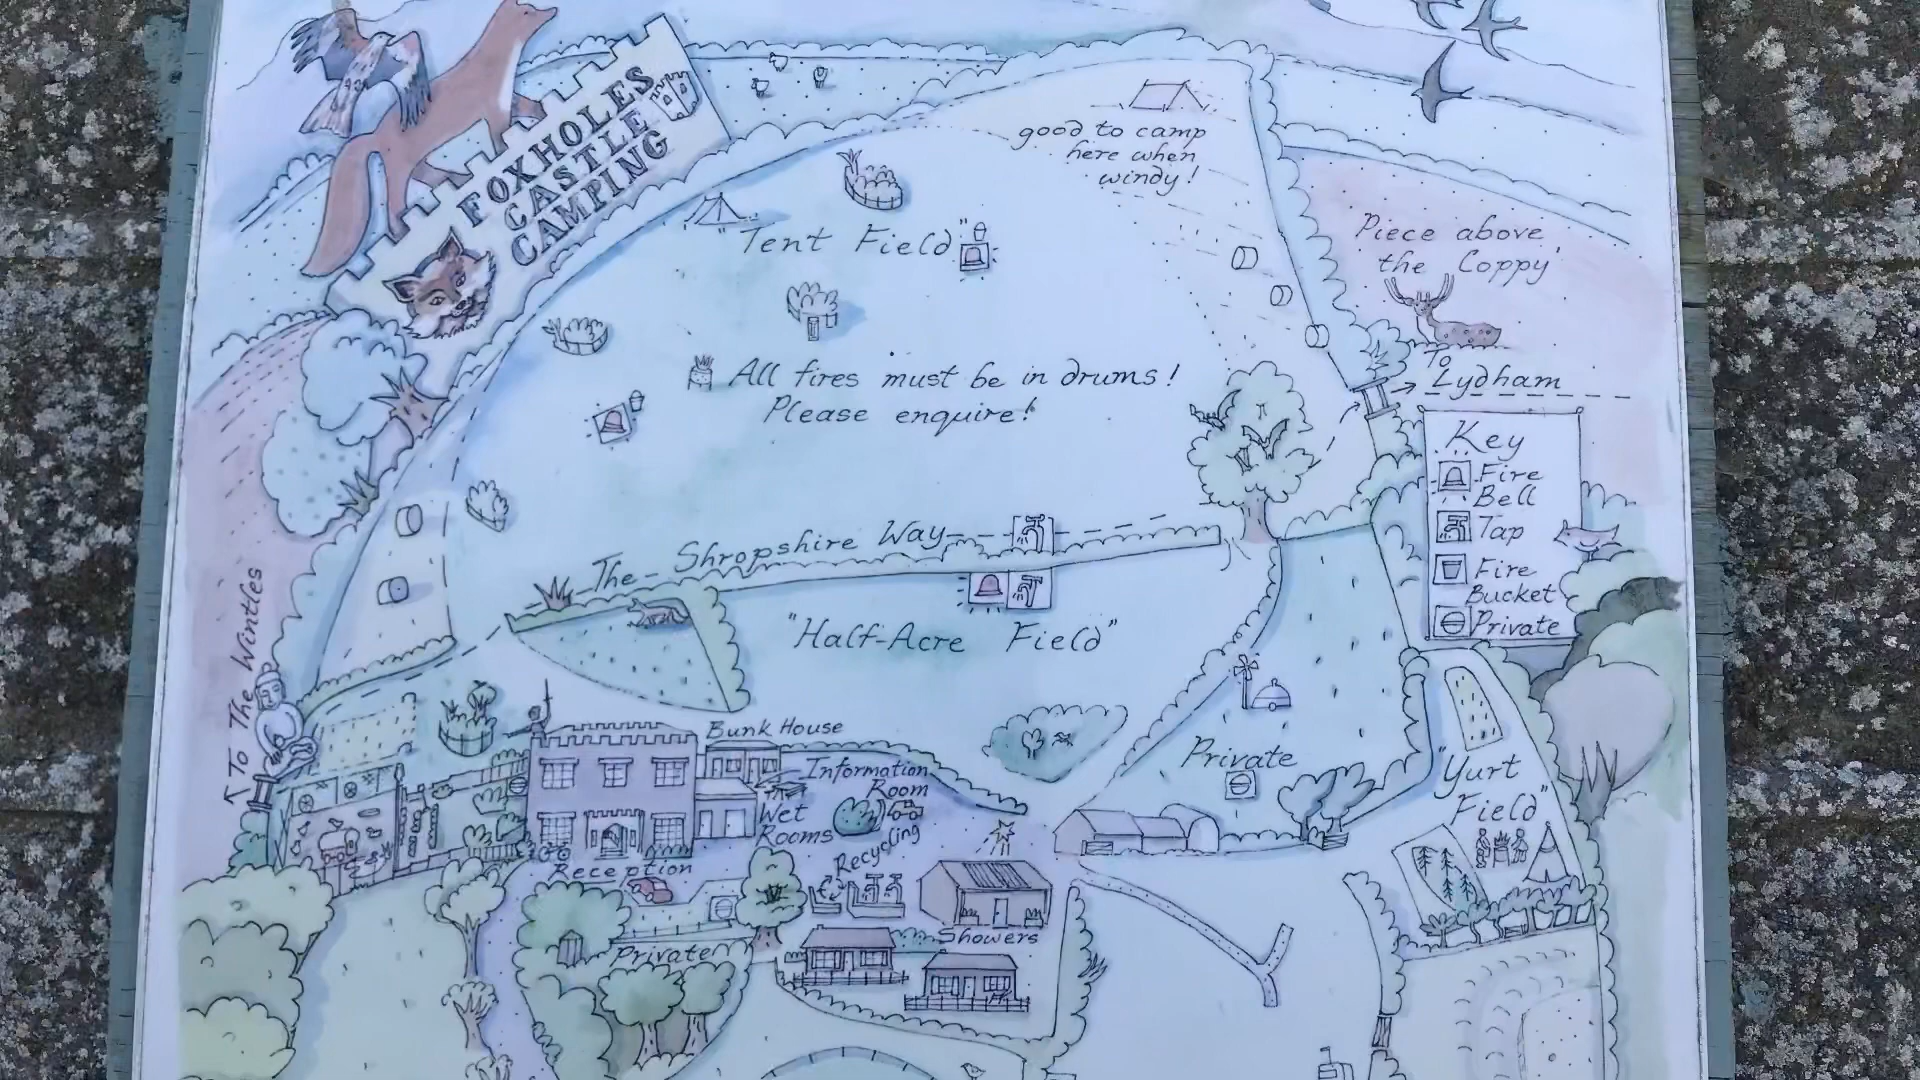 FOXHOLES
CASTLE
CAMPING
good to camp
here when
windy!
"Tent Field"
'Piece above
the Coppy'
To
Lydham
All fires must be in drums!
Please enquire!
Key
Fire
Bell
Tap
Fire
Bucket
Private
The Shropshire Way
"Half-Acre Field"
To The Wintles
Bunk House
Information
Room
Wet
Rooms
Recycling
Reception
Private
"Yurt
Field"
Showers
Private